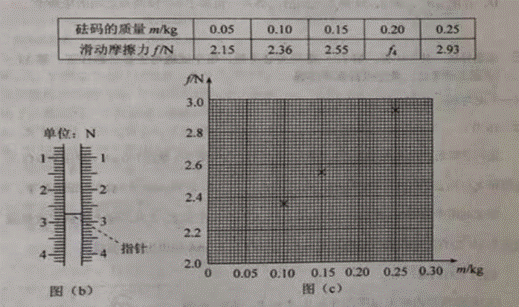 砝码的质量 m/kg 0.05 0.10 0.15 0.20 0.25
滑动摩擦力 f/N 2.15 2.36 2.55 f₄ 2.93
单位：N
1 1
2 2
3 3
4 4
指针
图（b）
f/N
3.0
2.8
2.6
2.4
2.2
2.0
0 0.05 0.10 0.15 0.20 0.25 0.30 m/kg
图（c）